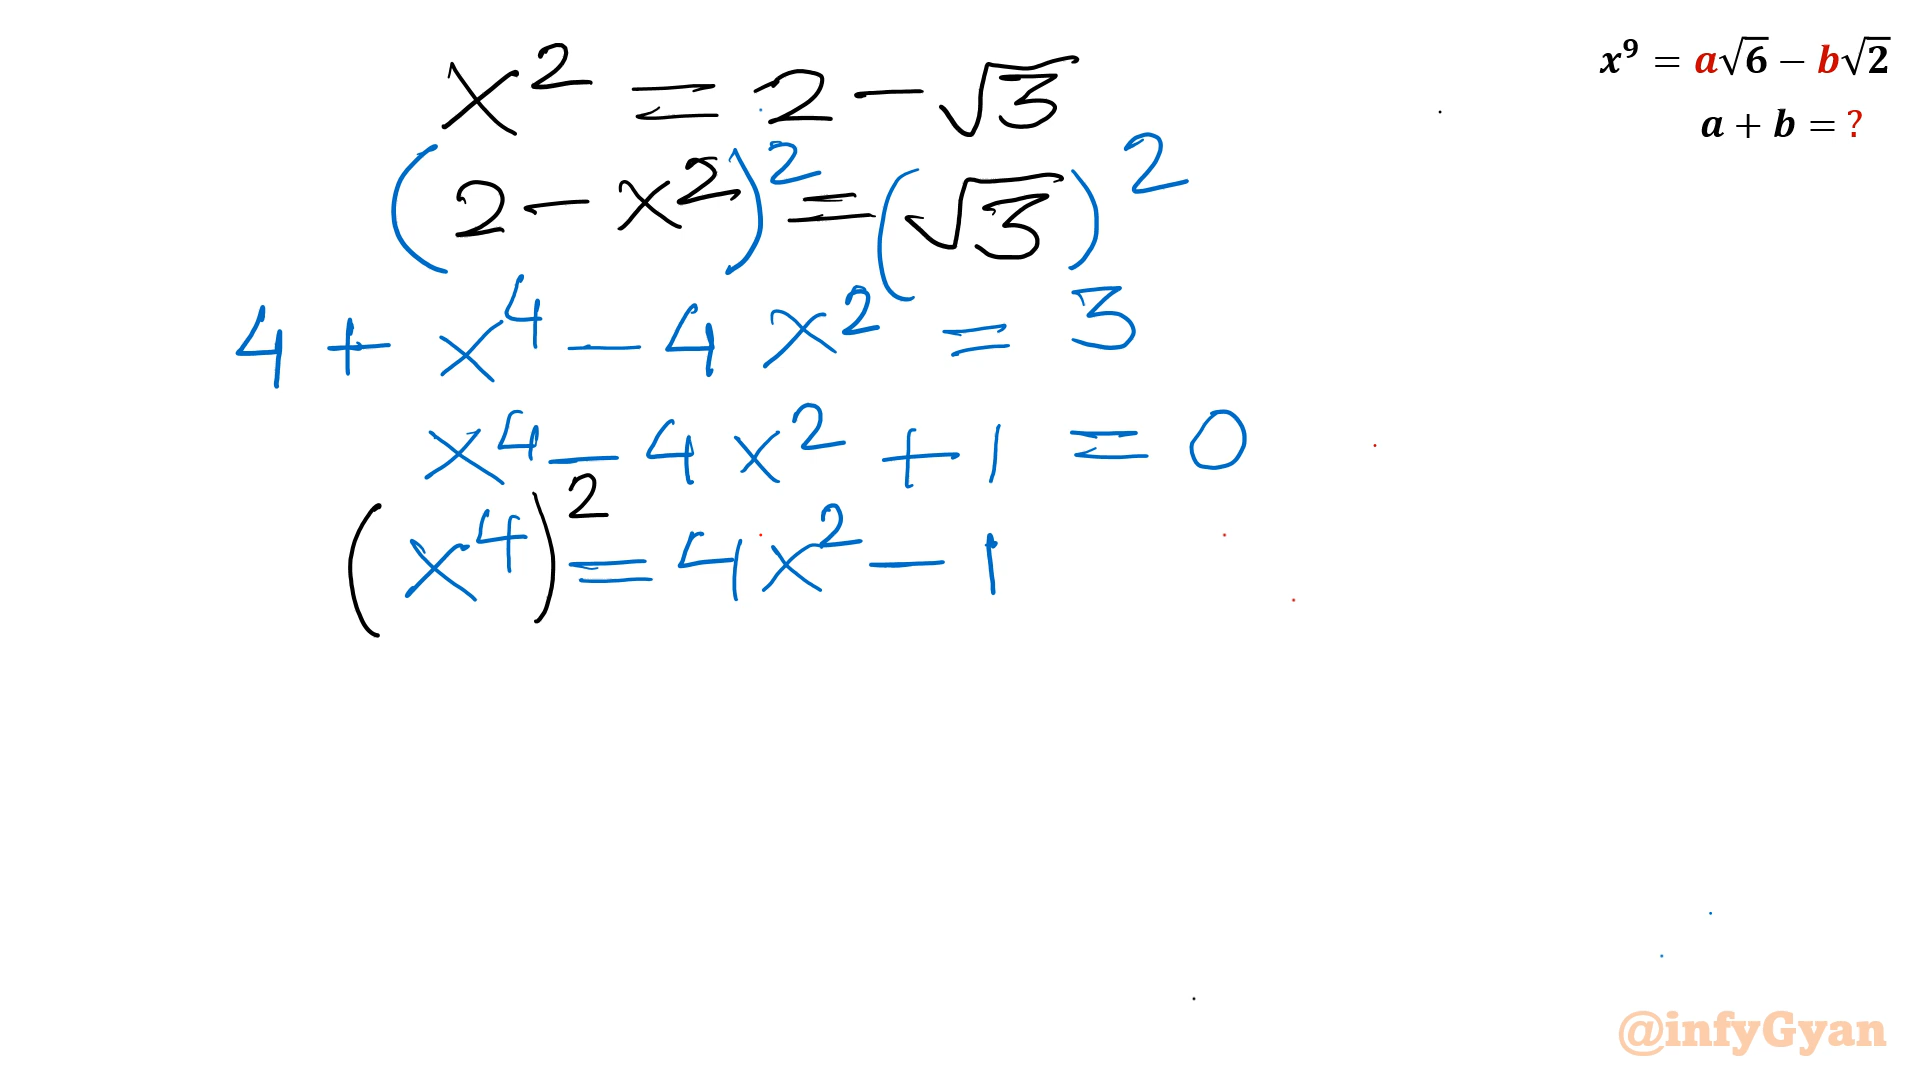 x² = 2 - √3
(2 - x²)² = (√3)²
4 + x⁴ - 4x² = 3
x⁴ - 4x² + 1 = 0
(x⁴)² = 4x² - 1
x⁹ = a√6 − b√2
a + b = ?
@infyGyan